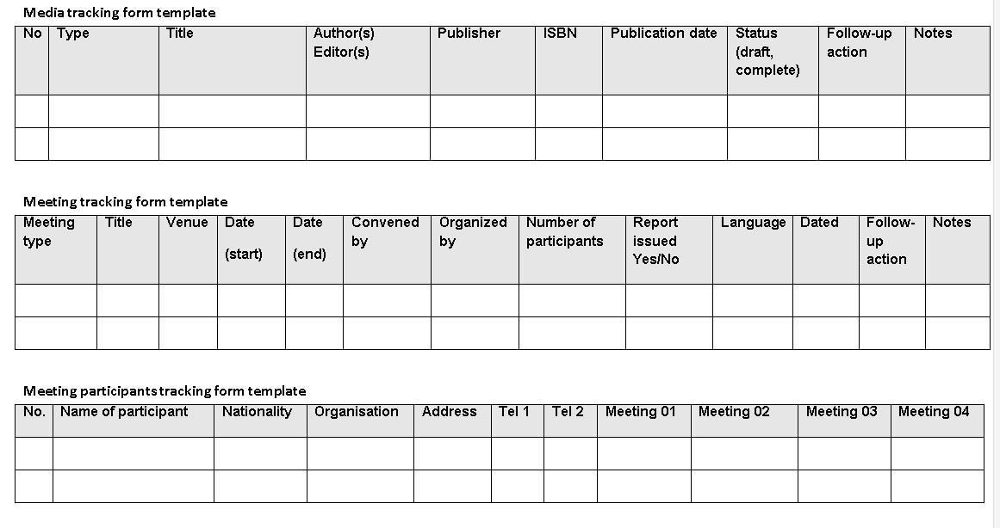 Media tracking form template
No Type Title Author(s) Publisher ISBN Publication date Status Follow-up Notes
Editor(s) (draft, action
complete)
Meeting tracking form template
Meeting Title Venue Date Date Convened Organized Number of Report Language Dated Follow- Notes
type by by participants issued up
(start) (end)
Yes/No action
Meeting participants tracking form template
No. Name of participant Nationality Organisation Address Tel 1 Tel 2 Meeting 01 Meeting 02 Meeting 03 Meeting 04